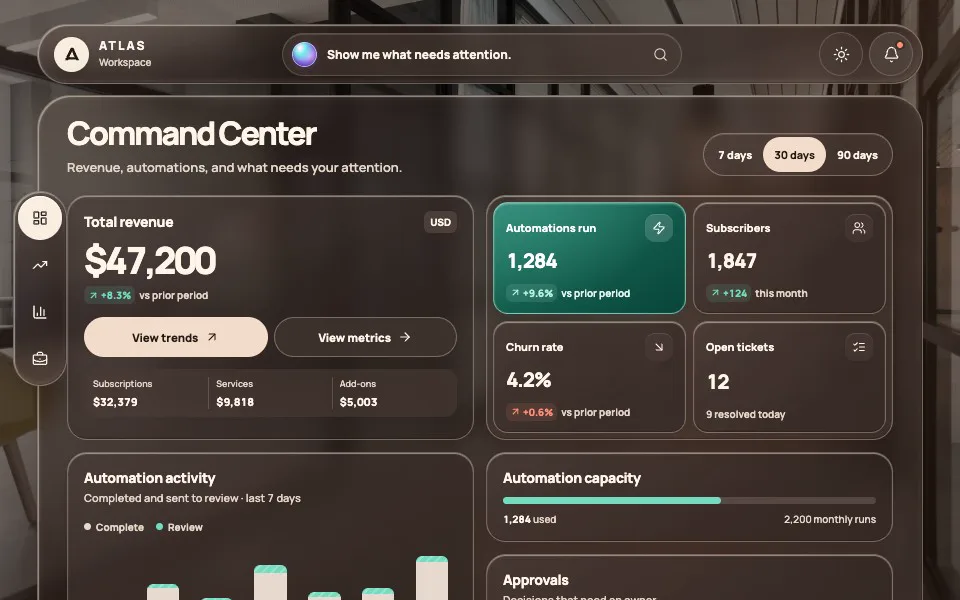 ATLAS
Workspace
Show me what needs attention.
Command Center
Revenue, automations, and what needs your attention.
7 days
30 days
90 days
Total revenue
USD
$47,200
+8.3% vs prior period
View trends
View metrics
Subscriptions
$32,379
Services
$9,818
Add-ons
$5,003
Automations run
1,284
+9.6% vs prior period
Subscribers
1,847
+124 this month
Churn rate
4.2%
+0.6% vs prior period
Open tickets
12
9 resolved today
Automation activity
Completed and sent to review · last 7 days
Complete
Review
Automation capacity
1,284 used
2,200 monthly runs
Approvals
Decisions that need an owner